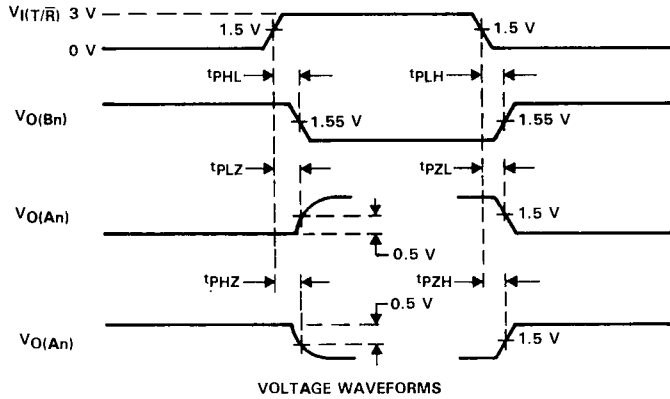 VI(T/R̄) 3 V
1.5 V 1.5 V
0 V
tPHL tPLH
VO(Bn) 1.55 V 1.55 V
tPLZ tPZL
VO(An) 1.5 V
0.5 V
tPHZ tPZH
0.5 V
VO(An) 1.5 V
VOLTAGE WAVEFORMS